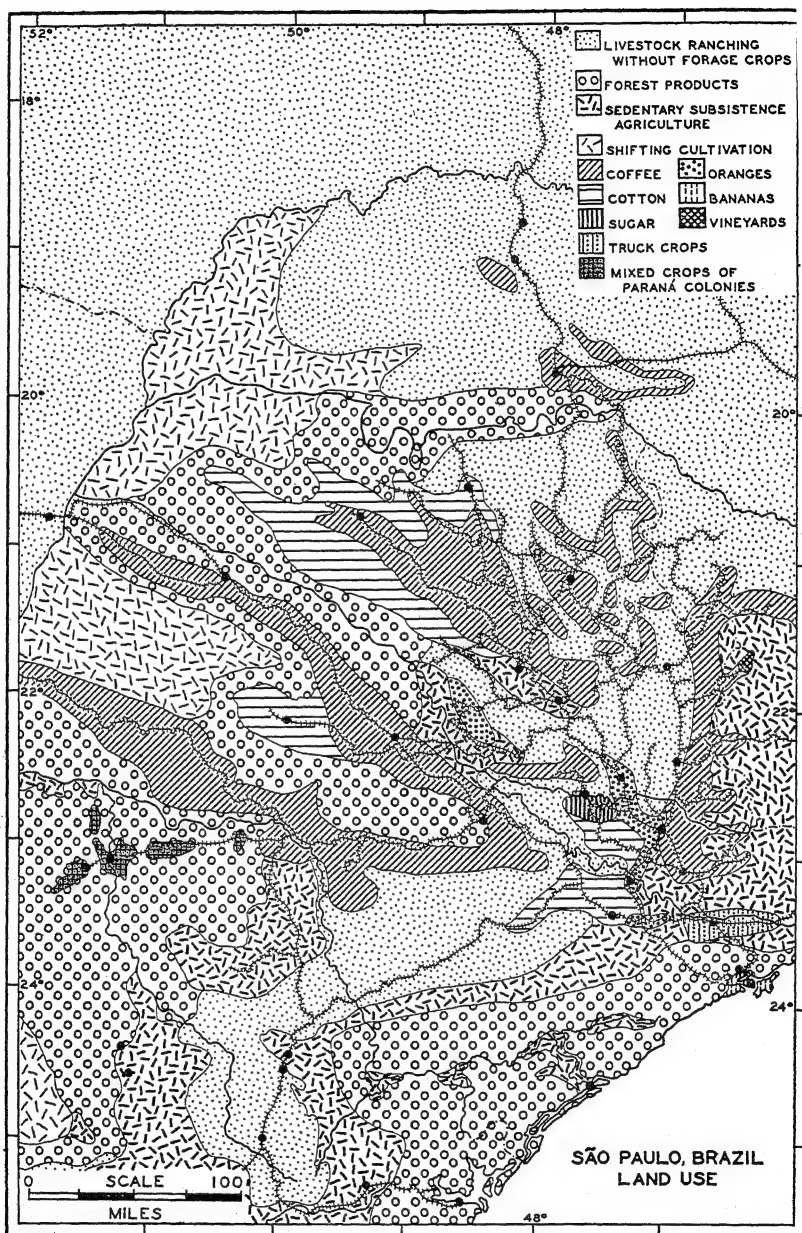 52°
50°
48°
LIVESTOCK RANCHING
WITHOUT FORAGE CROPS
FOREST PRODUCTS
SEDENTARY SUBSISTENCE
AGRICULTURE
SHIFTING CULTIVATION
COFFEE
ORANGES
COTTON
BANANAS
SUGAR
VINEYARDS
TRUCK CROPS
MIXED CROPS OF
PARANÁ COLONIES
18°
20°
20°
22°
22°
24°
24°
SÃO PAULO, BRAZIL
LAND USE
0 SCALE 100
MILES
48°